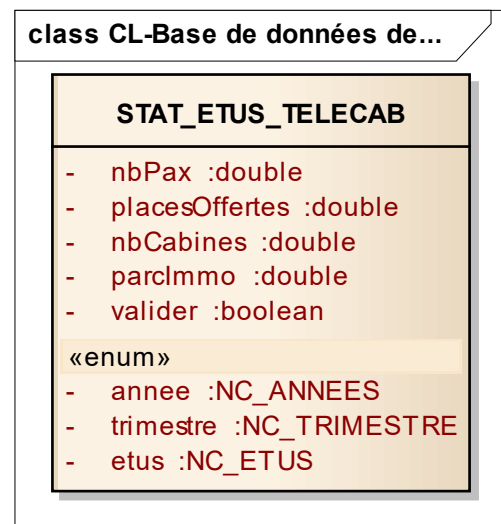 class CL-Base de données de...
STAT_ETUS_TELECAB
- nbPax :double
- placesOffertes :double
- nbCabines :double
- parcImmo :double
- valider :boolean
«enum»
- annee :NC_ANNEES
- trimestre :NC_TRIMESTRE
- etus :NC_ETUS